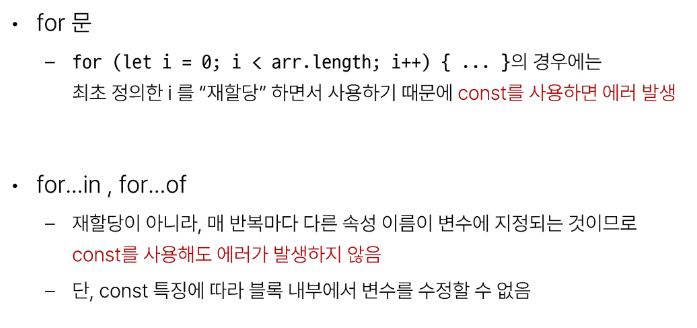 • for 문
– for (let i = 0; i < arr.length; i++) { ... }의 경우에는
최초 정의한 i 를 “재할당” 하면서 사용하기 때문에 const를 사용하면 에러 발생
• for...in , for...of
– 재할당이 아니라, 매 반복마다 다른 속성 이름이 변수에 지정되는 것이므로
const를 사용해도 에러가 발생하지 않음
– 단, const 특징에 따라 블록 내부에서 변수를 수정할 수 없음